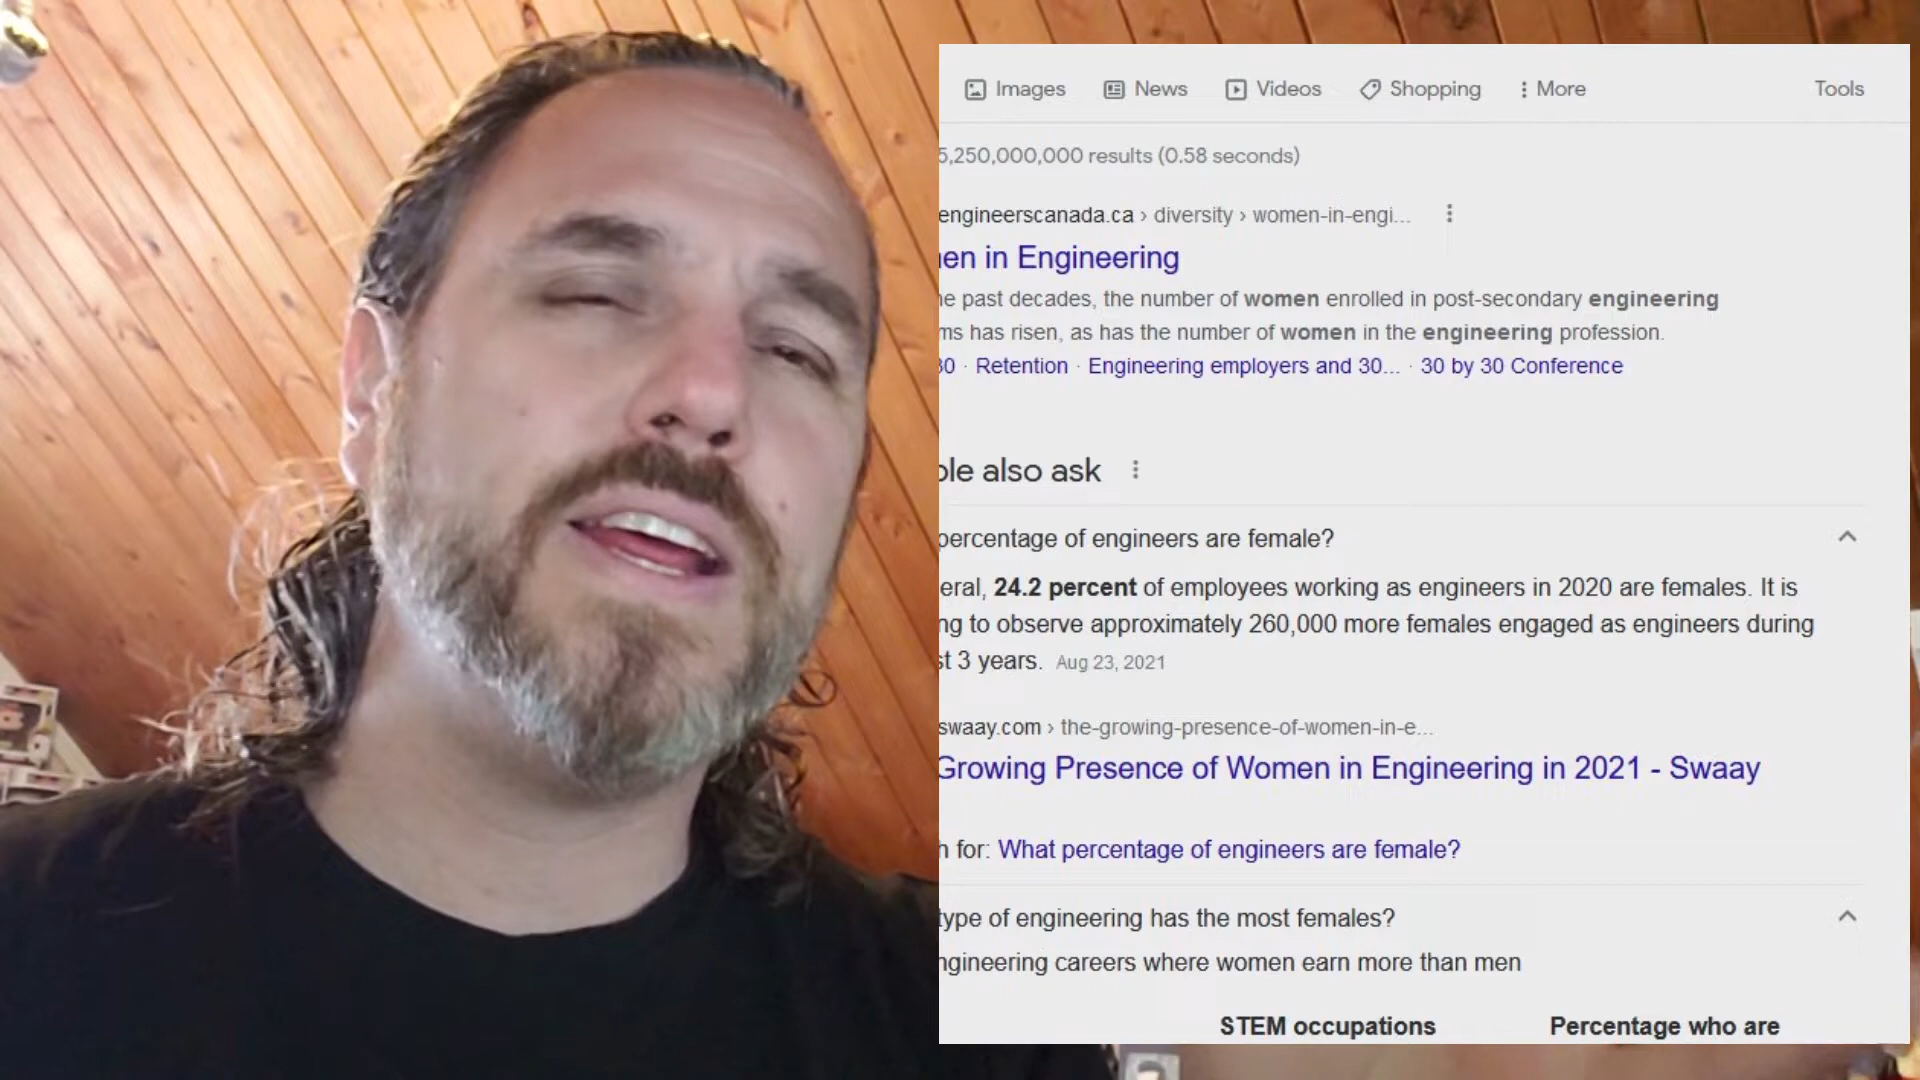 Images News Videos Shopping More Tools
5,250,000,000 results (0.58 seconds)
engineerscanada.ca › diversity › women-in-engi...
en in Engineering
e past decades, the number of women enrolled in post-secondary engineering
ms has risen, as has the number of women in the engineering profession.
30 · Retention · Engineering employers and 30... · 30 by 30 Conference
ple also ask
percentage of engineers are female?
eral, 24.2 percent of employees working as engineers in 2020 are females. It is
ng to observe approximately 260,000 more females engaged as engineers during
st 3 years. Aug 23, 2021
swaay.com › the-growing-presence-of-women-in-e...
Growing Presence of Women in Engineering in 2021 - Swaay
h for: What percentage of engineers are female?
type of engineering has the most females?
ngineering careers where women earn more than men
STEM occupations Percentage who are